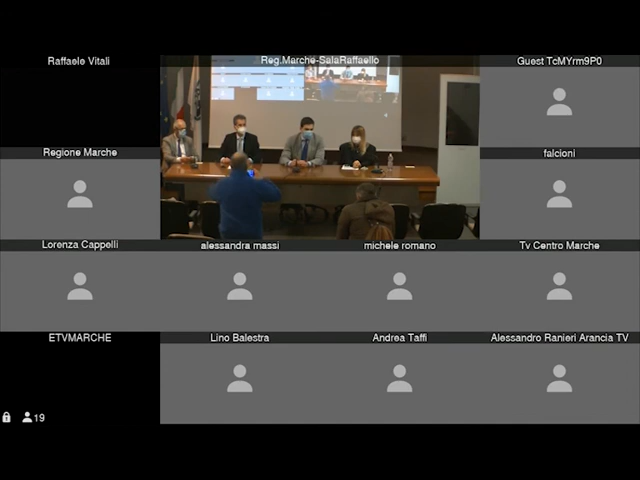 Raffaele Vitali
Reg.Marche-SalaRaffaello
Guest TcMYrm9P0
Regione Marche
falcioni
Lorenza Cappelli
alessandra massi
michele romano
Tv Centro Marche
ETVMARCHE
Lino Balestra
Andrea Taffi
Alessandro Ranieri Arancia TV
19